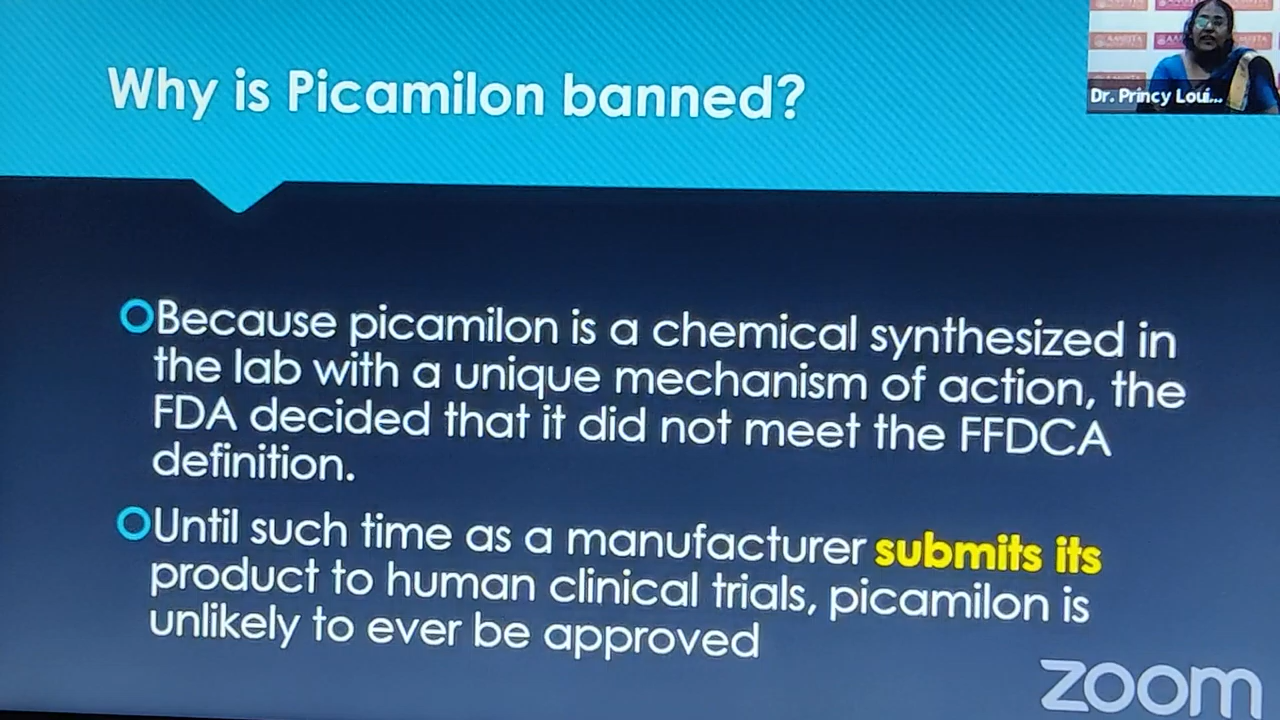 Why is Picamilon banned?
Dr. Princy Loui...
Because picamilon is a chemical synthesized in
the lab with a unique mechanism of action, the
FDA decided that it did not meet the FFDCA
definition.
Until such time as a manufacturer submits its
product to human clinical trials, picamilon is
unlikely to ever be approved
zoom